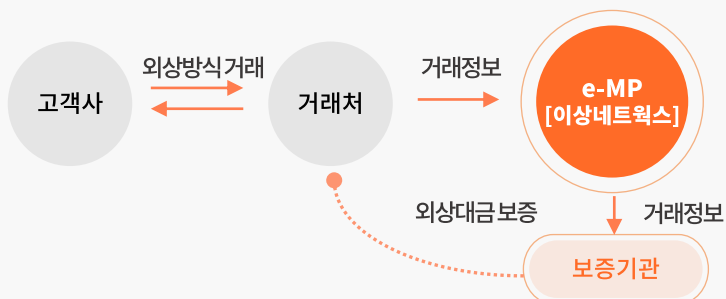 외상방식 거래
거래정보
고객사
거래처
e-MP
[이상네트웍스]
외상대금 보증
거래정보
보증기관